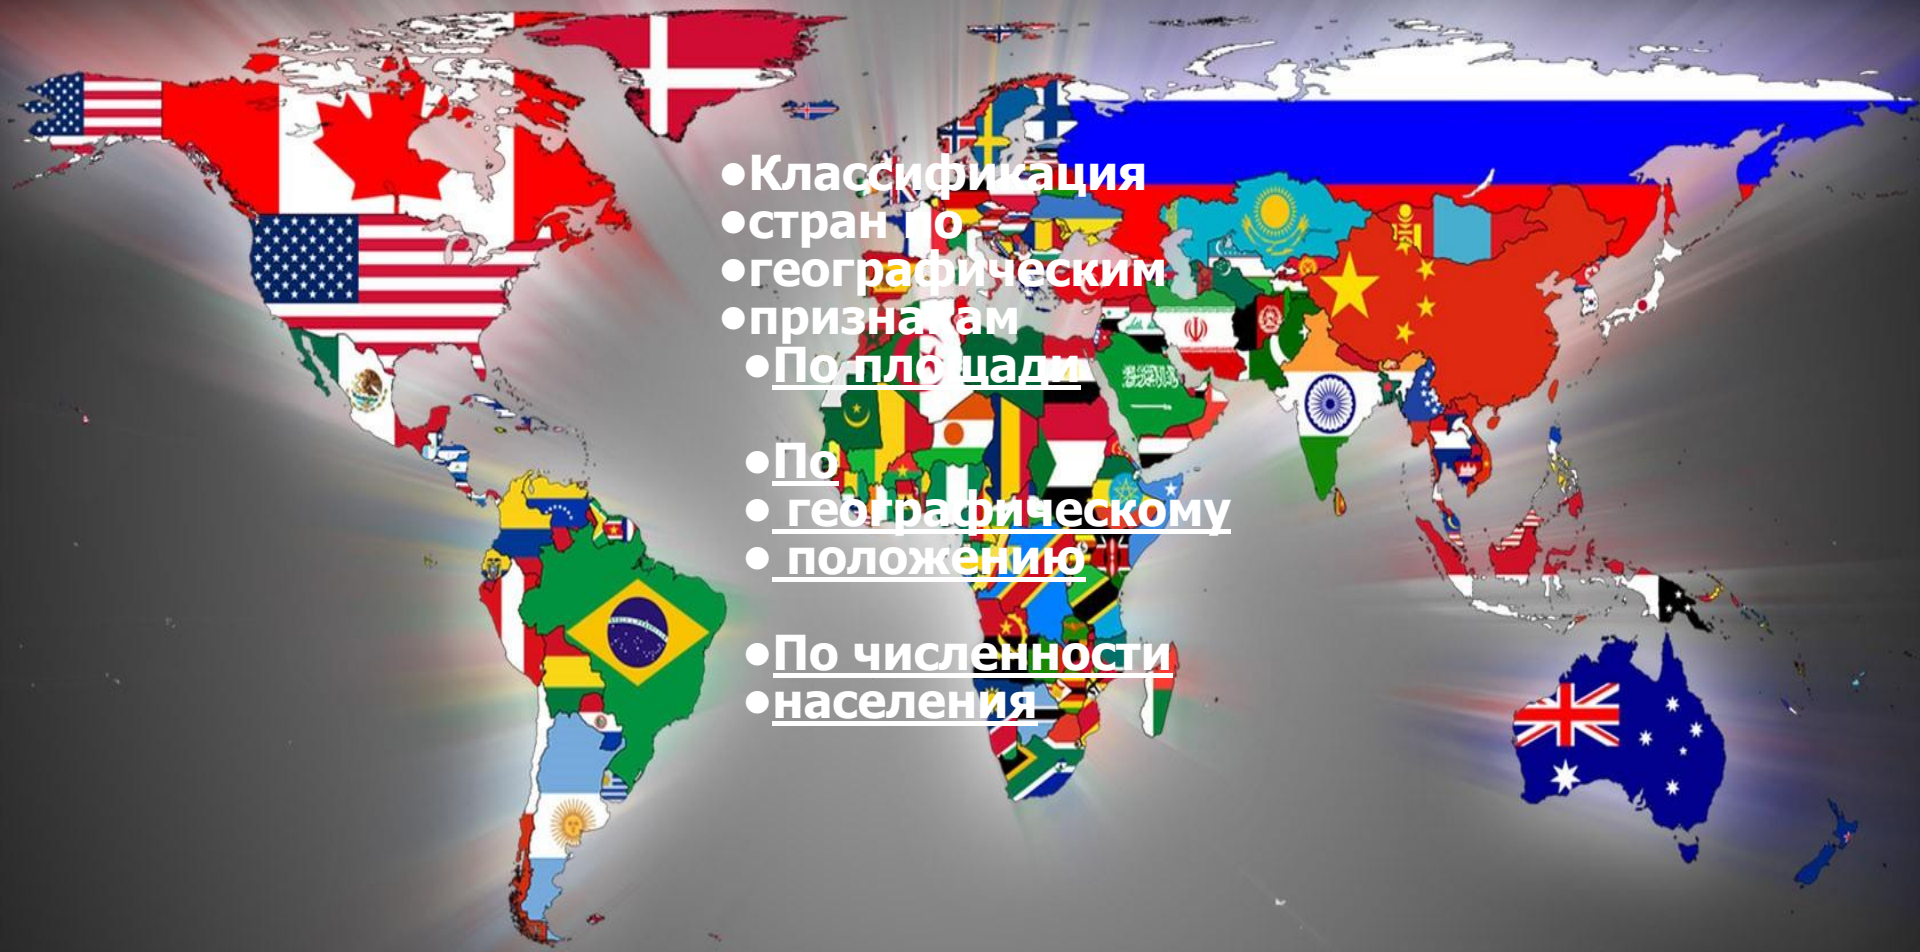 •Классификация
•стран по
•географическим
•признакам
•По площади
•По
• географическому
• положению
•По численности
•населения